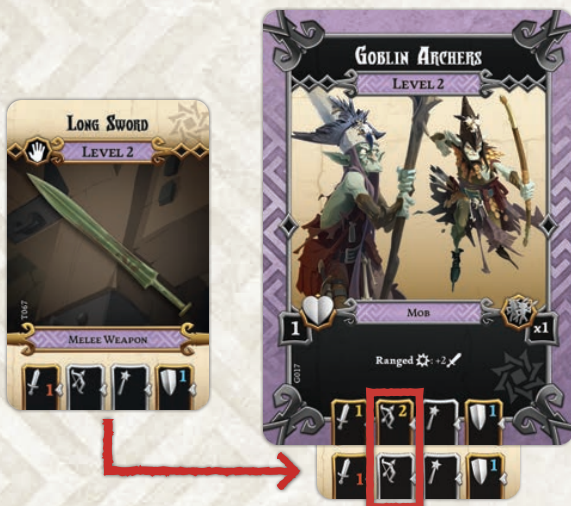 Long Sword
Level 2
T067
Melee Weapon
1 1
Goblin Archers
Level 2
1
Mob
x1
Ranged : +2
G017
1 2 1
1 1